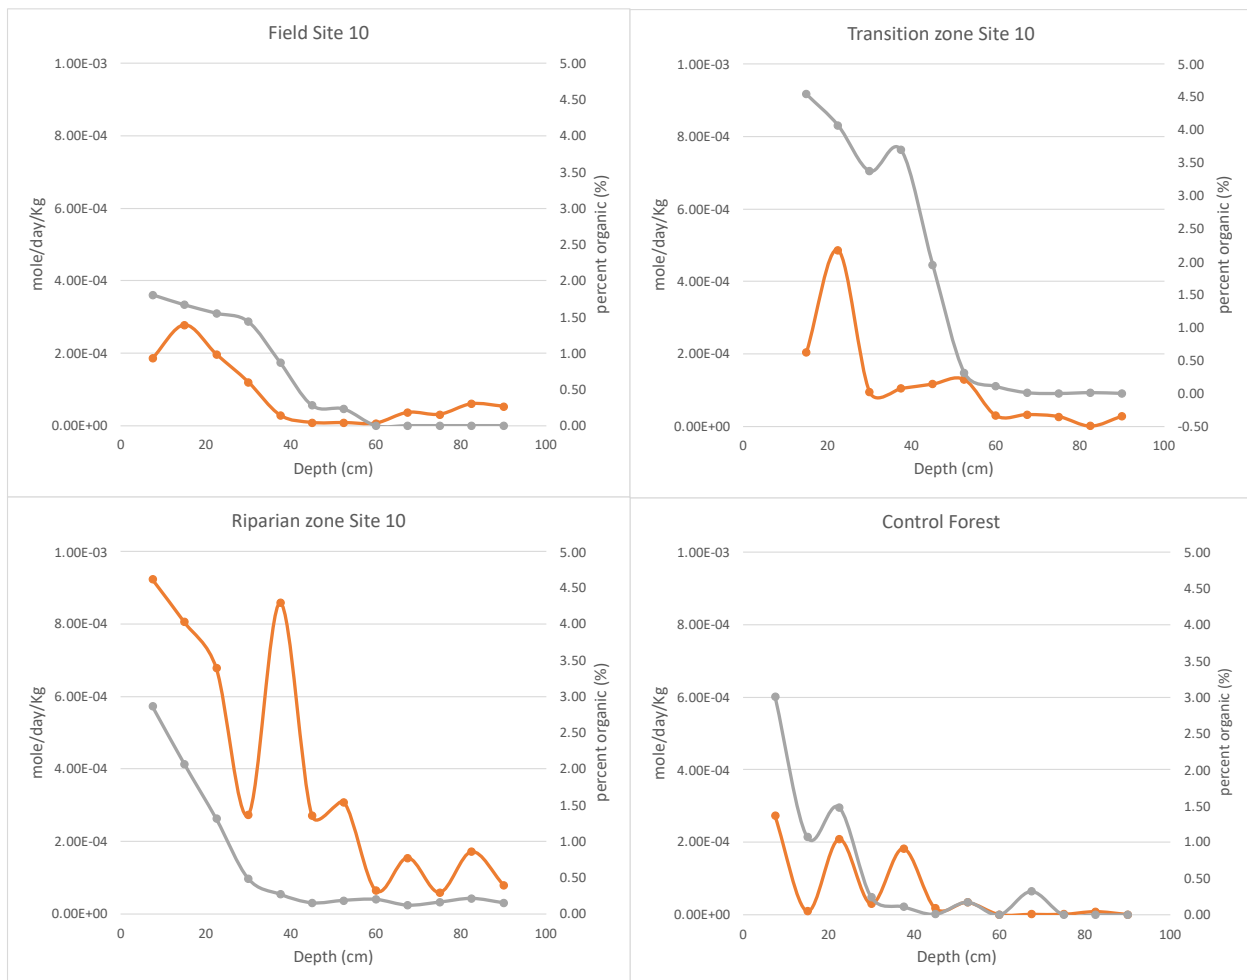 Field Site 10
1.00E-03
8.00E-04
6.00E-04
4.00E-04
2.00E-04
0.00E+00
mole/day/Kg
5.00
4.50
4.00
3.50
3.00
2.50
2.00
1.50
1.00
0.50
0.00
percent organic (%)
0 20 40 60 80 100
Depth (cm)
Transition zone Site 10
1.00E-03
8.00E-04
6.00E-04
4.00E-04
2.00E-04
0.00E+00
mole/day/Kg
5.00
4.50
4.00
3.50
3.00
2.50
2.00
1.50
1.00
0.50
0.00
-0.50
percent organic (%)
0 20 40 60 80 100
Depth (cm)
Riparian zone Site 10
1.00E-03
8.00E-04
6.00E-04
4.00E-04
2.00E-04
0.00E+00
mole/day/Kg
5.00
4.50
4.00
3.50
3.00
2.50
2.00
1.50
1.00
0.50
0.00
percent organic (%)
0 20 40 60 80 100
Depth (cm)
Control Forest
1.00E-03
8.00E-04
6.00E-04
4.00E-04
2.00E-04
0.00E+00
mole/day/Kg
5.00
4.50
4.00
3.50
3.00
2.50
2.00
1.50
1.00
0.50
0.00
percent organic (%)
0 20 40 60 80 100
Depth (cm)